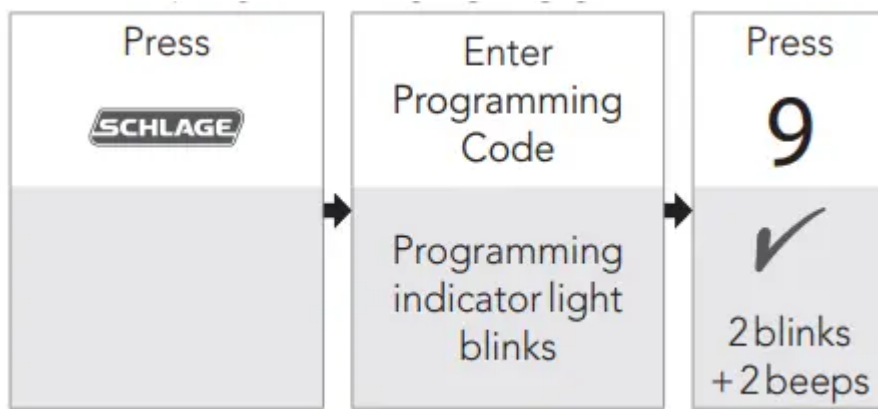 Press
SCHLAGE
Enter
Programming
Code
Programming
indicator light
blinks
Press
9
2 blinks
+ 2 beeps